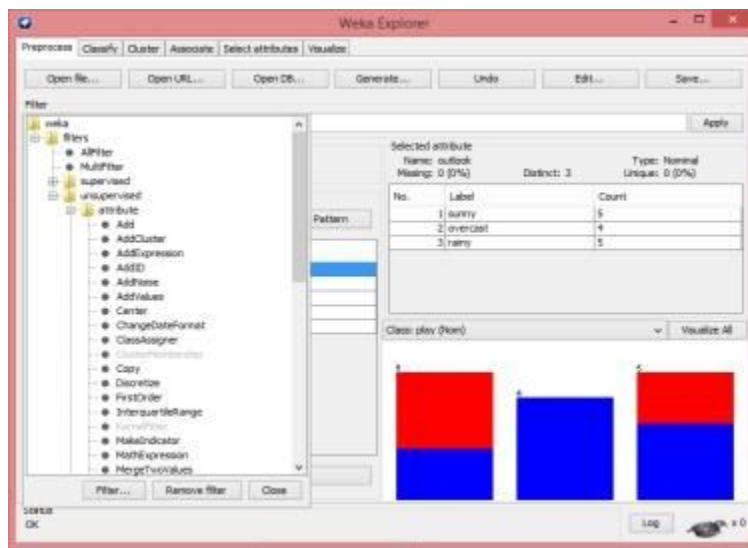 Weka Explorer
Preprocess Classify Cluster Associate Select attributes Visualize
Open file... Open URL... Open DB... Generate... Undo Edit... Save...
Filter
Apply
weka
filters
AllFilter
MultiFilter
supervised
unsupervised
attribute
Add
AddCluster
AddExpression
AddID
AddNoise
AddValues
Center
ChangeDateFormat
ClassAssigner
ClusterMembership
Copy
Discretize
FirstOrder
InterquartileRange
KernelFilter
MakeIndicator
MathExpression
MergeTwoValues
Filter... Remove filter Close
Pattern
Selected attribute
Name: outlook Type: Nominal
Missing: 0 (0%) Distinct: 3 Unique: 0 (0%)
No. Label Count
1 sunny 5
2 overcast 4
3 rainy 5
Class: play (Nom) Visualize All
5 4 5
Status
OK
Log x 0